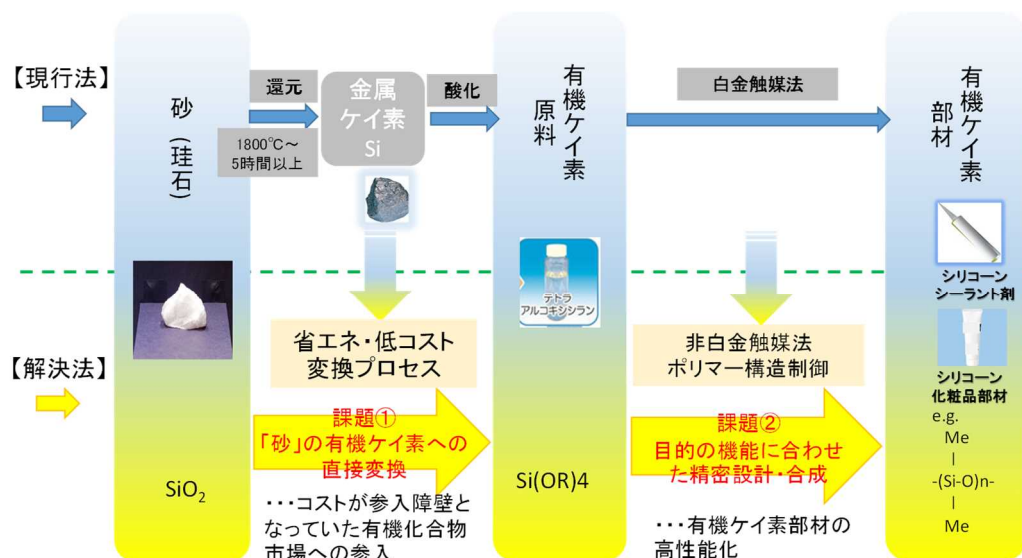 【現行法】
砂(珪石)
還元
1800℃～
5時間以上
金属
ケイ素
Si
酸化
有機ケイ素
原料
白金触媒法
有機ケイ素
部材
テトラ
アルコキシシラン
シリコーン
シーラント剤
【解決法】
省エネ・低コスト
変換プロセス
非白金触媒法
ポリマー構造制御
シリコーン
化粧品部材
課題①
「砂」の有機ケイ素への
直接変換
課題②
目的の機能に合わせ
た精密設計・合成
SiO₂
Si(OR)4
e.g.
Me
|
-(Si-O)n-
|
Me
･･･コストが参入障壁と
なっていた有機化合物
市場への参入
･･･有機ケイ素部材の
高性能化